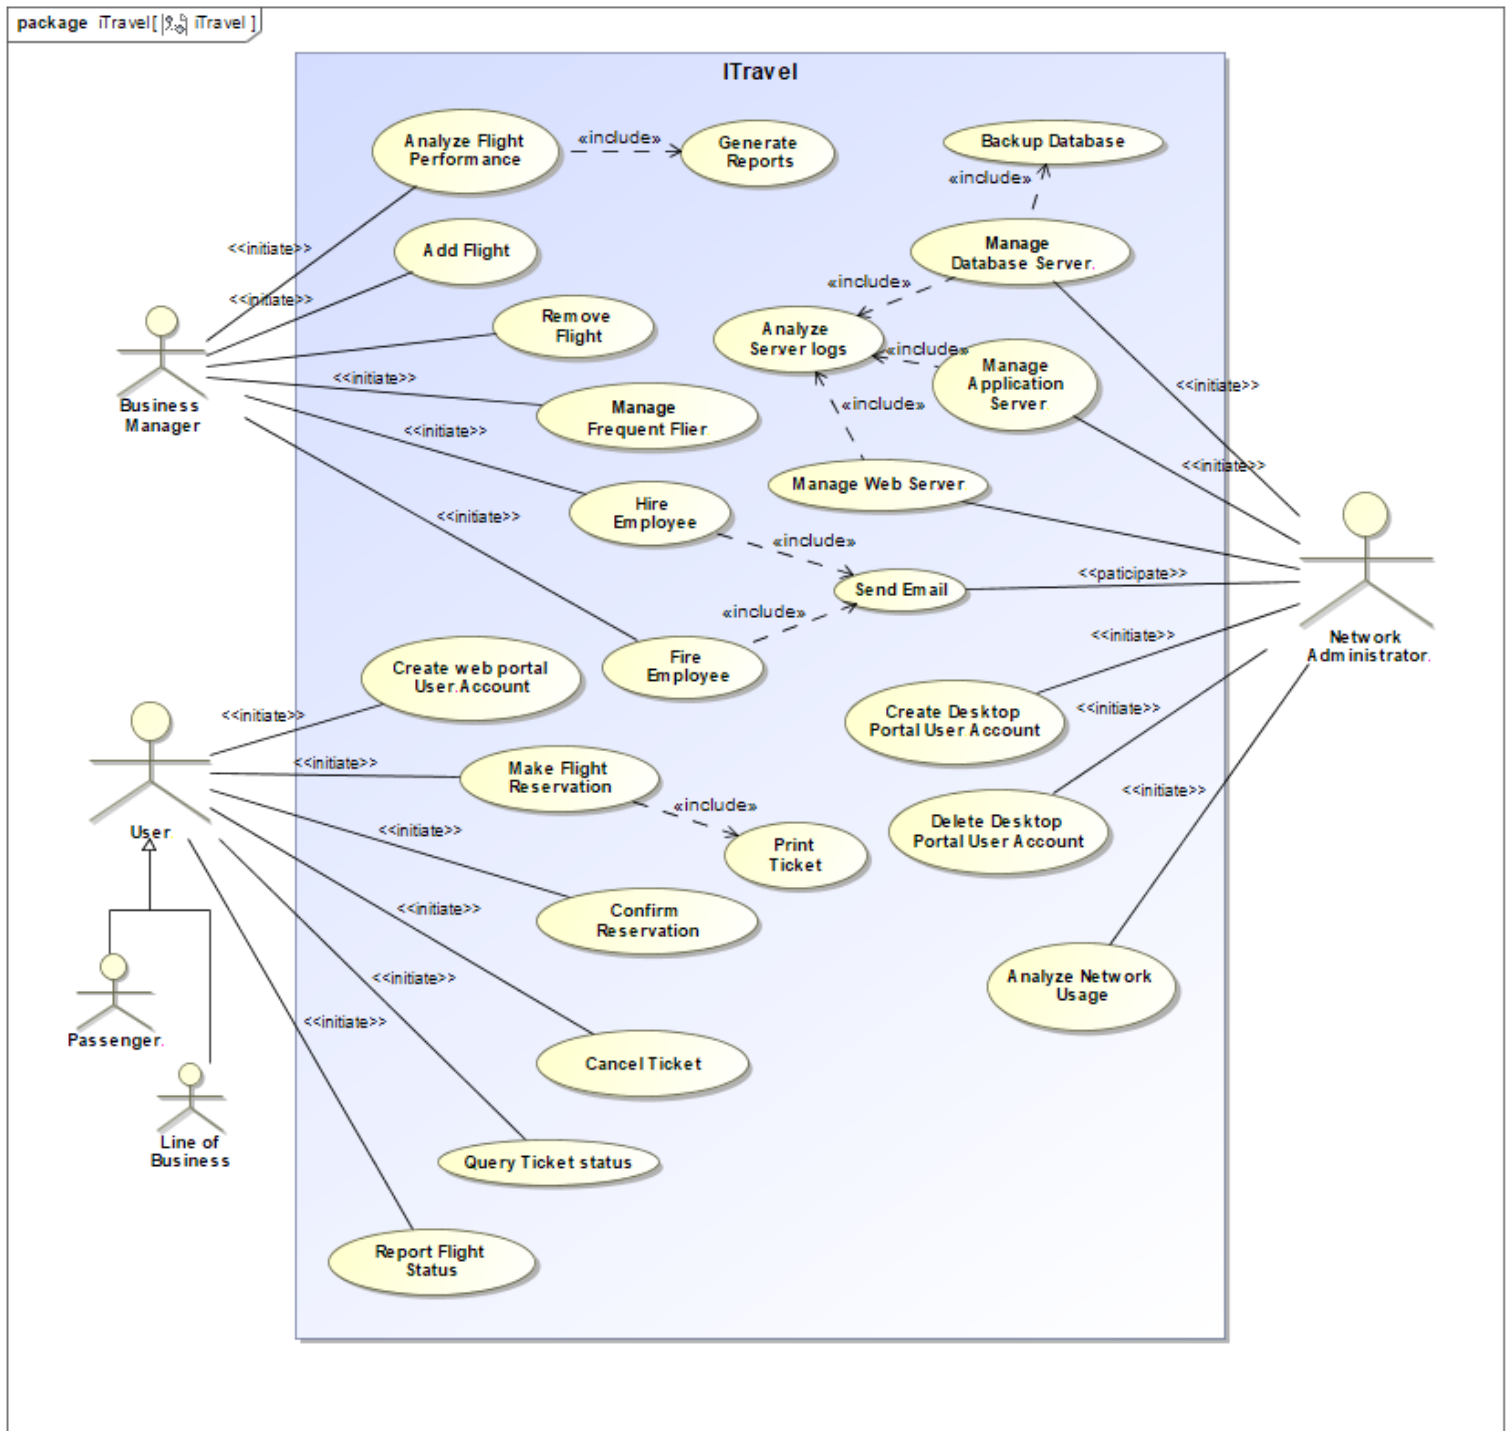 package iTravel[ iTravel ]
ITravel
Analyze Flight
Performance
«include»
Generate
Reports
Backup Database
«include»
<<initiate>>
Add Flight
Manage
Database Server.
«include»
<<initiate>>
Remove
Flight
Analyze
Server logs
«include»
Manage
Application
Server
<<initiate>>
Business
Manager
<<initiate>>
Manage
Frequent Flier
«include»
<<initiate>>
<<initiate>>
Manage Web Server
Hire
Employee
<<initiate>>
«include»
<<paticipate>>
Send Email
«include»
Network
Administrator.
<<initiate>>
Create web portal
User.Account
Fire
Employee
<<initiate>>
Create Desktop
Portal User Account
<<initiate>>
<<initiate>>
Make Flight
Reservation
<<initiate>>
«include»
User
<<initiate>>
Print
Ticket
Delete Desktop
Portal User Account
<<initiate>>
Confirm
Reservation
<<initiate>>
Analyze Network
Usage
<<initiate>>
Passenger.
Cancel Ticket
Line of
Business
Query Ticket status
Report Flight
Status